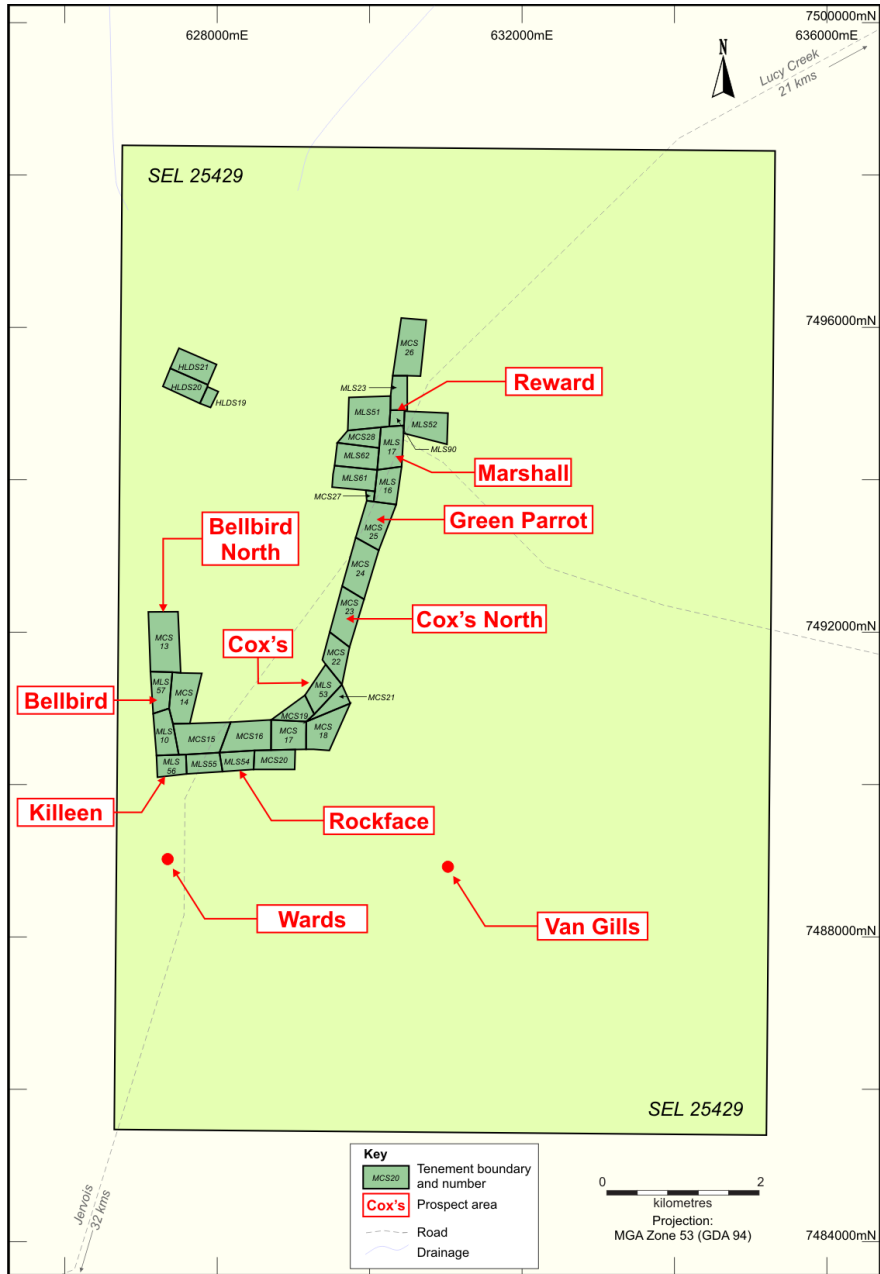 7500000mN
628000mE
632000mE
636000mE
N
Lucy Creek
21 kms
SEL 25429
7496000mN
MCS
26
HLDS21
HLDS20
HLDS19
MLS23
Reward
MLS51
MLS52
MCS28
MLS
17
MLS90
MLS62
Marshall
MLS61
MLS
16
MCS27
Green Parrot
MCS
25
Bellbird
North
MCS
24
MCS
23
Cox's North
7492000mN
MCS
13
Cox's
MCS
22
MLS
57
MCS
14
MLS
53
MCS21
Bellbird
MCS19
MLS
10
MCS15
MCS16
MCS
17
MCS
18
MLS
56
MLS55
MLS54
MCS20
Killeen
Rockface
Wards
Van Gills
7488000mN
SEL 25429
Key
MCS20
Tenement boundary
and number
Cox's
Prospect area
Road
Drainage
0
2
kilometres
Projection:
MGA Zone 53 (GDA 94)
Jervois
32 kms
7484000mN